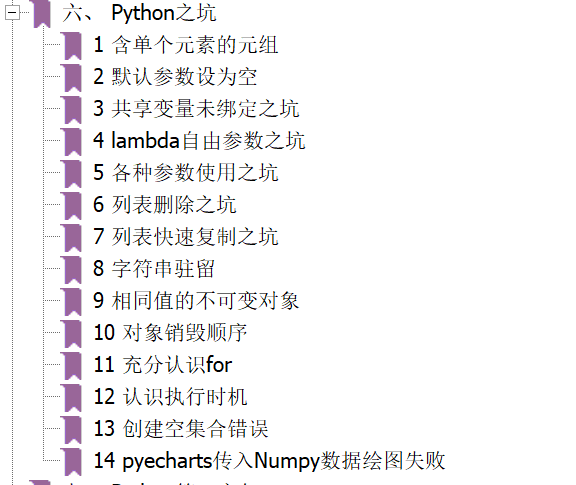 六、 Python之坑
1 含单个元素的元组
2 默认参数设为空
3 共享变量未绑定之坑
4 lambda自由参数之坑
5 各种参数使用之坑
6 列表删除之坑
7 列表快速复制之坑
8 字符串驻留
9 相同值的不可变对象
10 对象销毁顺序
11 充分认识for
12 认识执行时机
13 创建空集合错误
14 pyecharts传入Numpy数据绘图失败